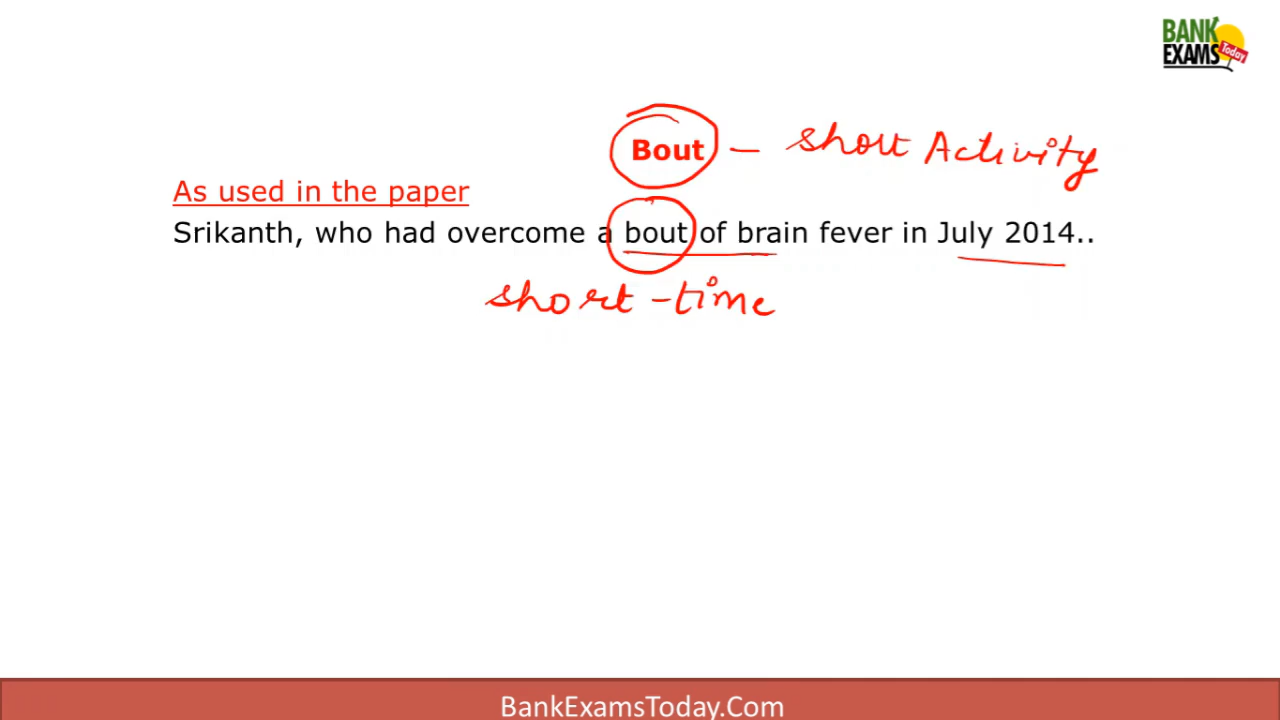 BANK
EXAMS Today
Bout - Short Activity
As used in the paper
Srikanth, who had overcome a bout of brain fever in July 2014..
short-time
BankExamsToday.Com